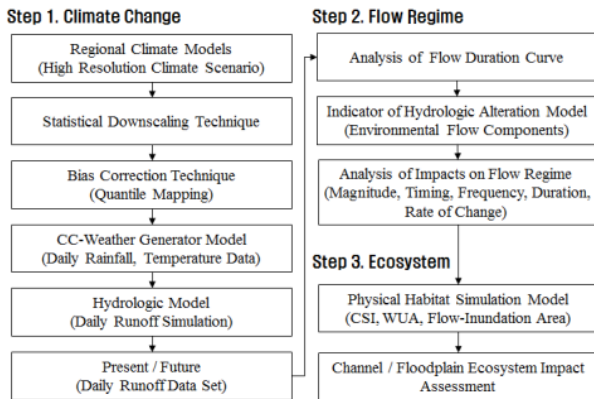 Step 1. Climate Change
Regional Climate Models
(High Resolution Climate Scenario)
Statistical Downscaling Technique
Bias Correction Technique
(Quantile Mapping)
CC-Weather Generator Model
(Daily Rainfall, Temperature Data)
Hydrologic Model
(Daily Runoff Simulation)
Present / Future
(Daily Runoff Data Set)
Step 2. Flow Regime
Analysis of Flow Duration Curve
Indicator of Hydrologic Alteration Model
(Environmental Flow Components)
Analysis of Impacts on Flow Regime
(Magnitude, Timing, Frequency, Duration,
Rate of Change)
Step 3. Ecosystem
Physical Habitat Simulation Model
(CSI, WUA, Flow-Inundation Area)
Channel / Floodplain Ecosystem Impact
Assessment